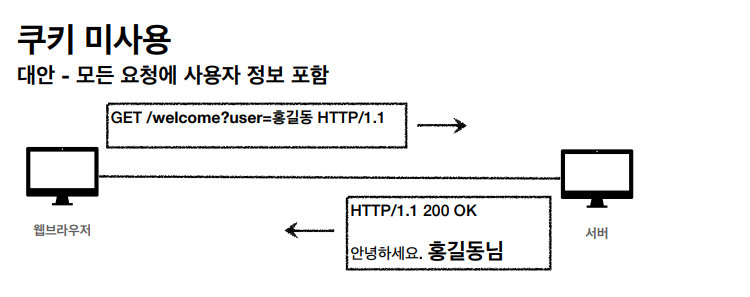 쿠키 미사용
대안 - 모든 요청에 사용자 정보 포함
GET /welcome?user=홍길동 HTTP/1.1
웹브라우저
서버
HTTP/1.1 200 OK
안녕하세요. 홍길동님